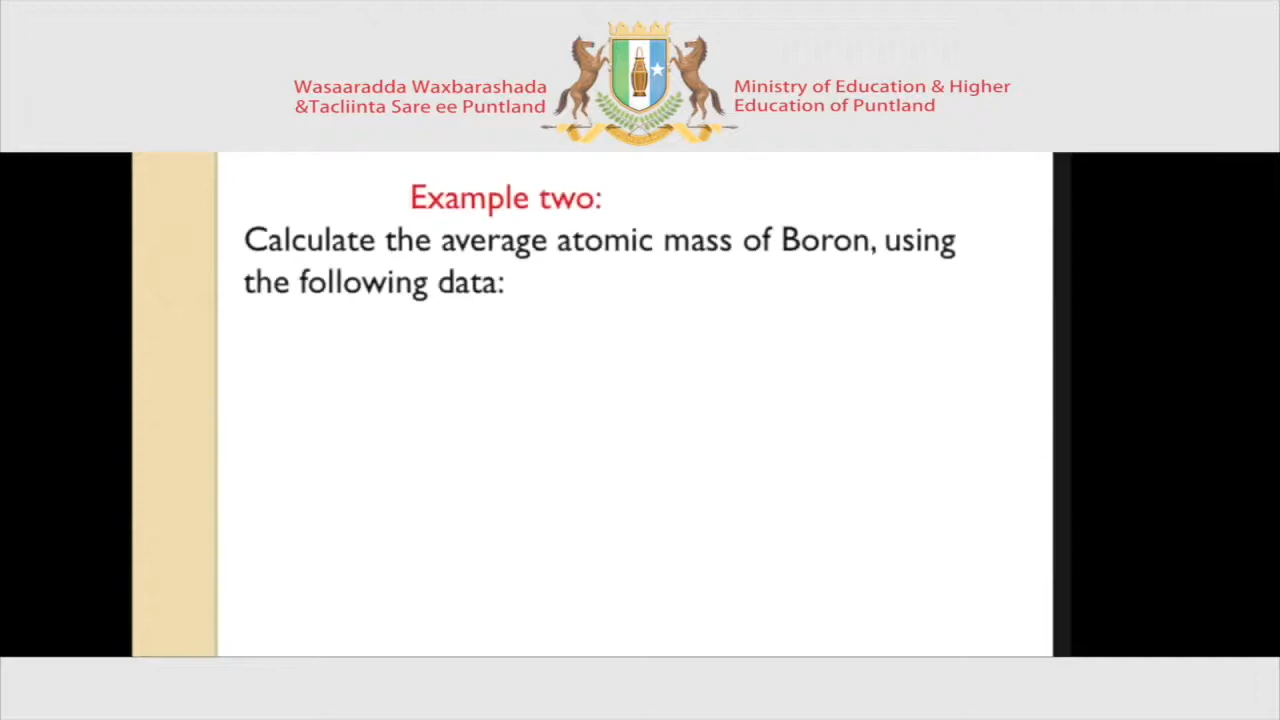 Wasaaradda Waxbarashada
&Tacliinta Sare ee Puntland
Ministry of Education & Higher
Education of Puntland
Example two:
Calculate the average atomic mass of Boron, using
the following data: